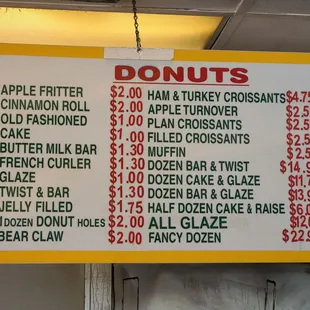 DONUTS
APPLE FRITTER $2.00
CINNAMON ROLL $2.00
OLD FASHIONED $1.00
CAKE $1.00
BUTTER MILK BAR $1.30
FRENCH CURLER $1.30
GLAZE $1.00
TWIST & BAR $1.30
JELLY FILLED $1.75
1DOZEN DONUT HOLES $2.00
BEAR CLAW $2.00
HAM & TURKEY CROISSANTS $4.75
APPLE TURNOVER
PLAN CROISSANTS
FILLED CROISSANTS
MUFFIN
DOZEN BAR & TWIST
DOZEN CAKE & GLAZE
DOZEN BAR & GLAZE
HALF DOZEN CAKE & RAISE
ALL GLAZE
FANCY DOZEN